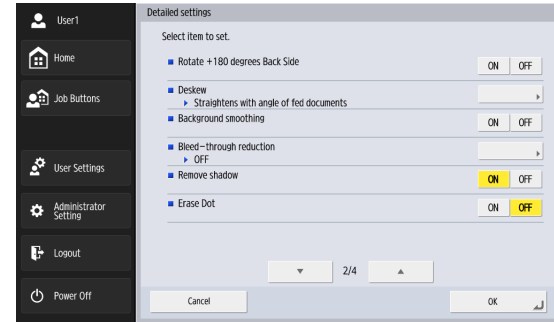 User1
Home
Job Buttons
User Settings
Administrator
Setting
Logout
Power Off
Detailed settings
Select item to set.
Rotate +180 degrees Back Side
ON OFF
Deskew
Straightens with angle of fed documents
Background smoothing
ON OFF
Bleed-through reduction
OFF
Remove shadow
ON OFF
Erase Dot
ON OFF
2/4
Cancel
OK